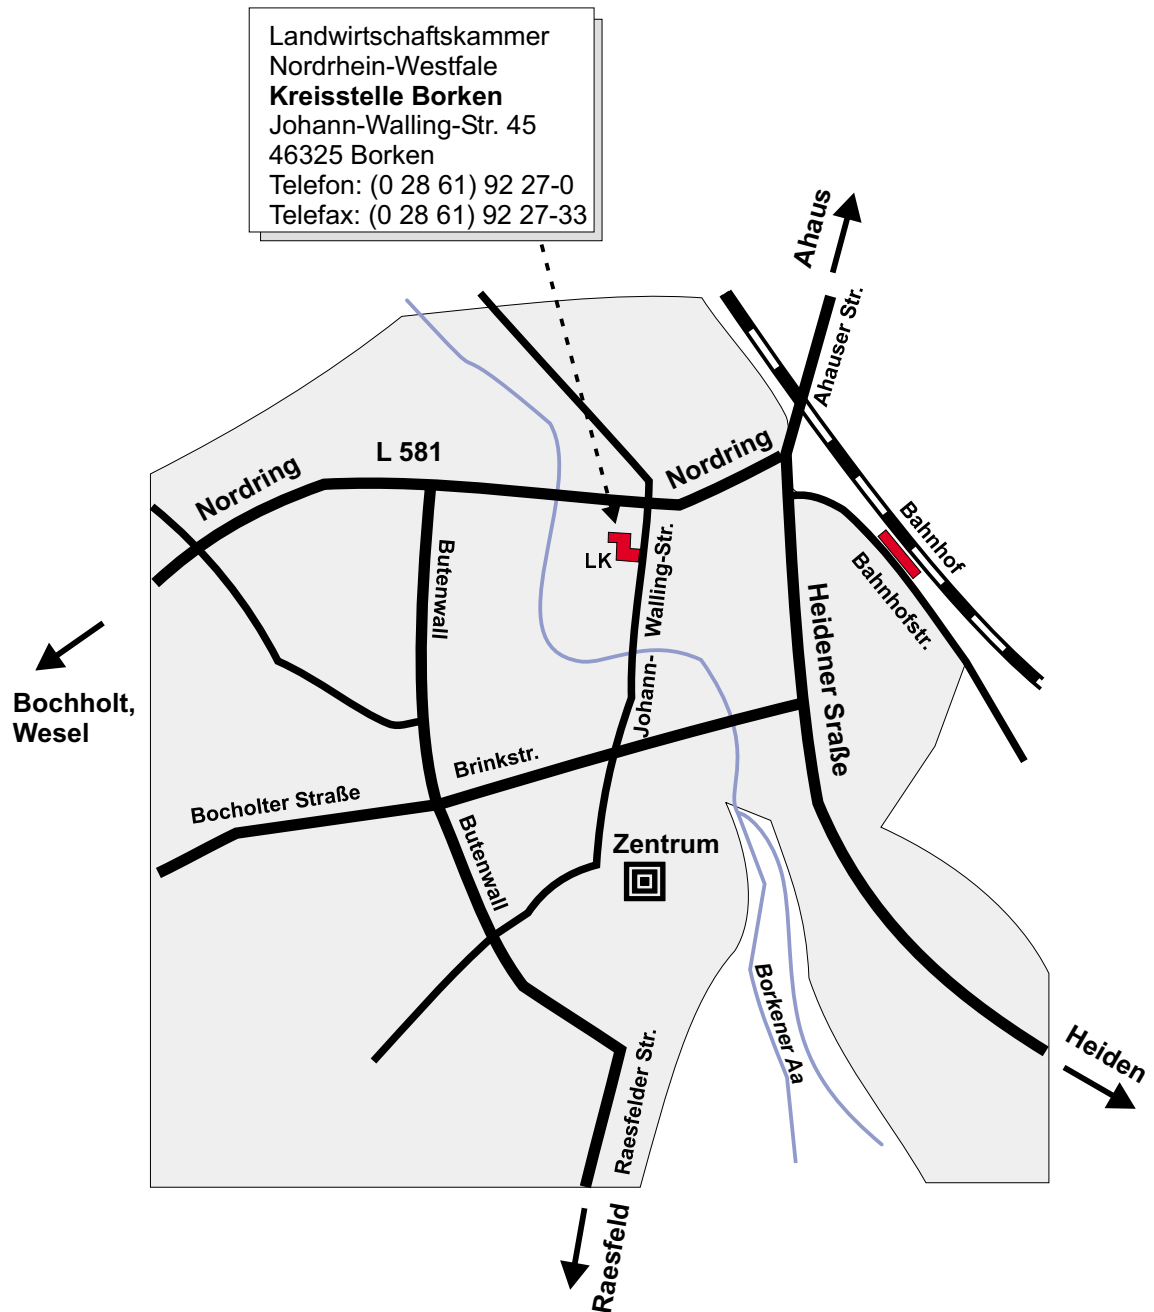 Landwirtschaftskammer
Nordrhein-Westfale
Kreisstelle Borken
Johann-Walling-Str. 45
46325 Borken
Telefon: (0 28 61) 92 27-0
Telefax: (0 28 61) 92 27-33
Ahaus
Ahauser Str.
L 581
Nordring
Nordring
Bahnhof
Bahnhofstr.
LK
Butenwall
Johann- Walling-Str.
Heidener Sraße
Bochholt,
Wesel
Brinkstr.
Bocholter Straße
Butenwall
Zentrum
Borkener Aa
Heiden
Raesfelder Str.
Raesfeld